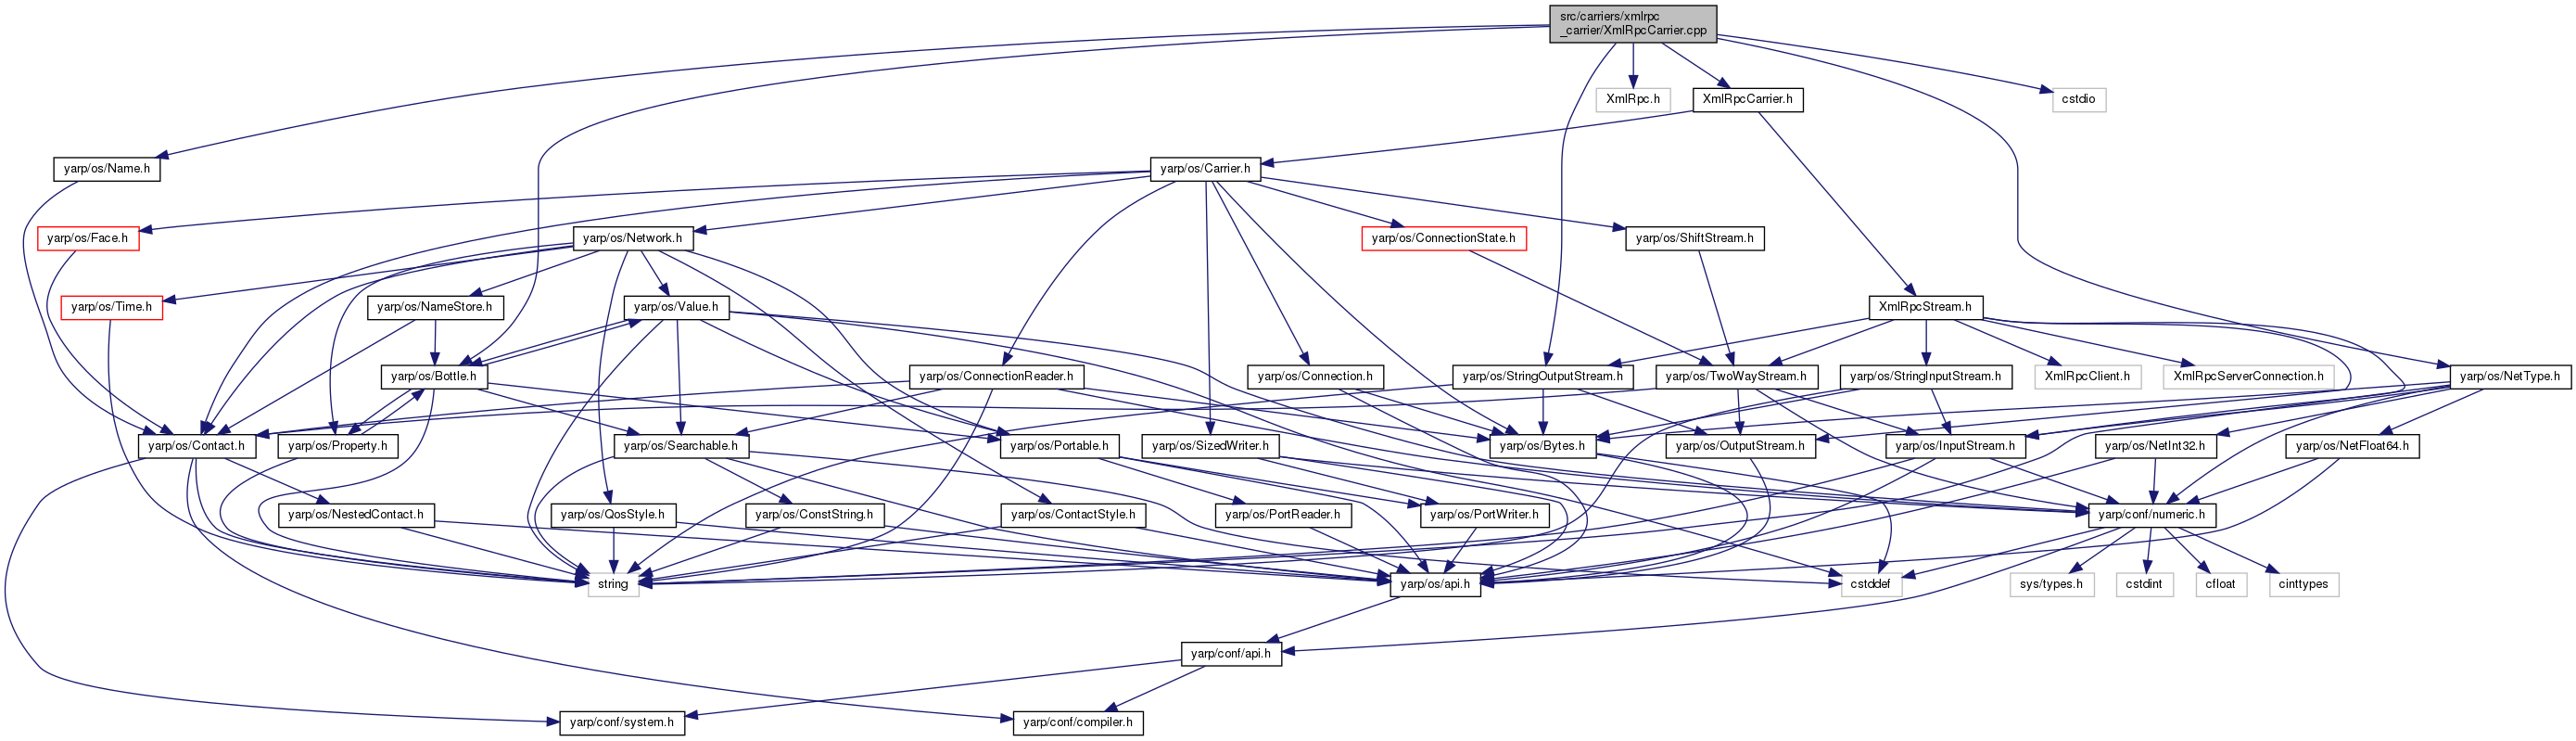 src/carriers/xmlrpc
_carrier/XmlRpcCarrier.cpp
XmlRpc.h
XmlRpcCarrier.h
cstdio
yarp/os/Name.h
yarp/os/Carrier.h
yarp/os/Face.h
yarp/os/Network.h
yarp/os/ConnectionState.h
yarp/os/ShiftStream.h
yarp/os/Time.h
yarp/os/NameStore.h
yarp/os/Value.h
XmlRpcStream.h
yarp/os/Bottle.h
yarp/os/ConnectionReader.h
yarp/os/Connection.h
yarp/os/StringOutputStream.h
yarp/os/TwoWayStream.h
yarp/os/StringInputStream.h
XmlRpcClient.h
XmlRpcServerConnection.h
yarp/os/NetType.h
yarp/os/Contact.h
yarp/os/Property.h
yarp/os/Searchable.h
yarp/os/Portable.h
yarp/os/SizedWriter.h
yarp/os/Bytes.h
yarp/os/OutputStream.h
yarp/os/InputStream.h
yarp/os/NetInt32.h
yarp/os/NetFloat64.h
yarp/os/NestedContact.h
yarp/os/QosStyle.h
yarp/os/ConstString.h
yarp/os/ContactStyle.h
yarp/os/PortReader.h
yarp/os/PortWriter.h
yarp/conf/numeric.h
string
yarp/os/api.h
cstddef
sys/types.h
cstdint
cfloat
cinttypes
yarp/conf/api.h
yarp/conf/system.h
yarp/conf/compiler.h